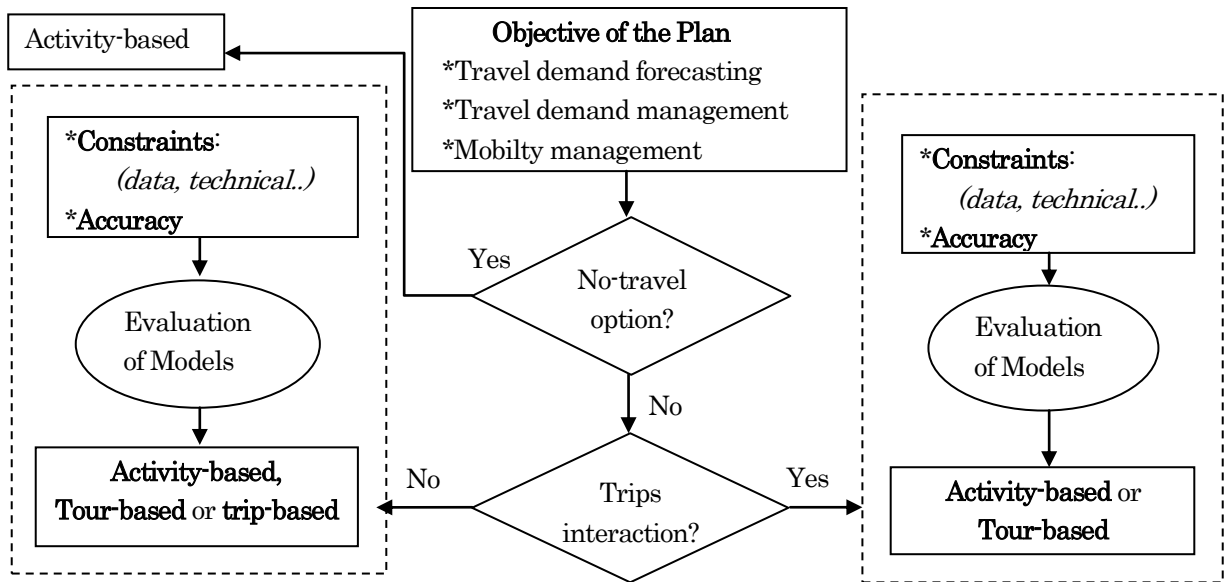 Activity-based
Objective of the Plan
*Travel demand forecasting
*Travel demand management
*Mobilty management
*Constraints:
(data, technical..)
*Accuracy
Evaluation
of Models
Activity-based,
Tour-based or trip-based
Yes
No-travel
option?
No
No
Trips
interaction?
Yes
*Constraints:
(data, technical..)
*Accuracy
Evaluation
of Models
Activity-based or
Tour-based